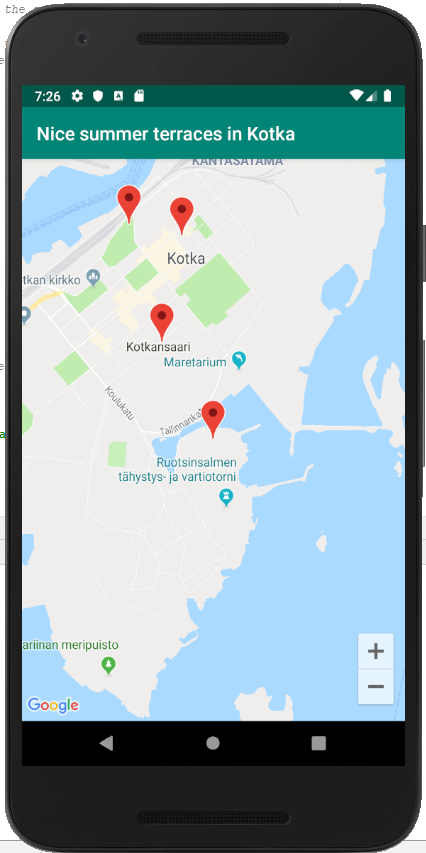 the
7:26
Nice summer terraces in Kotka
KANTASATAMA
Kotka
tkan kirkko
Kotkansaari
Maretarium
Koulukatu
Tallinnank
Ruotsinsalmen
tähystys- ja vartiotorni
ariinan meripuisto
+
−
Google